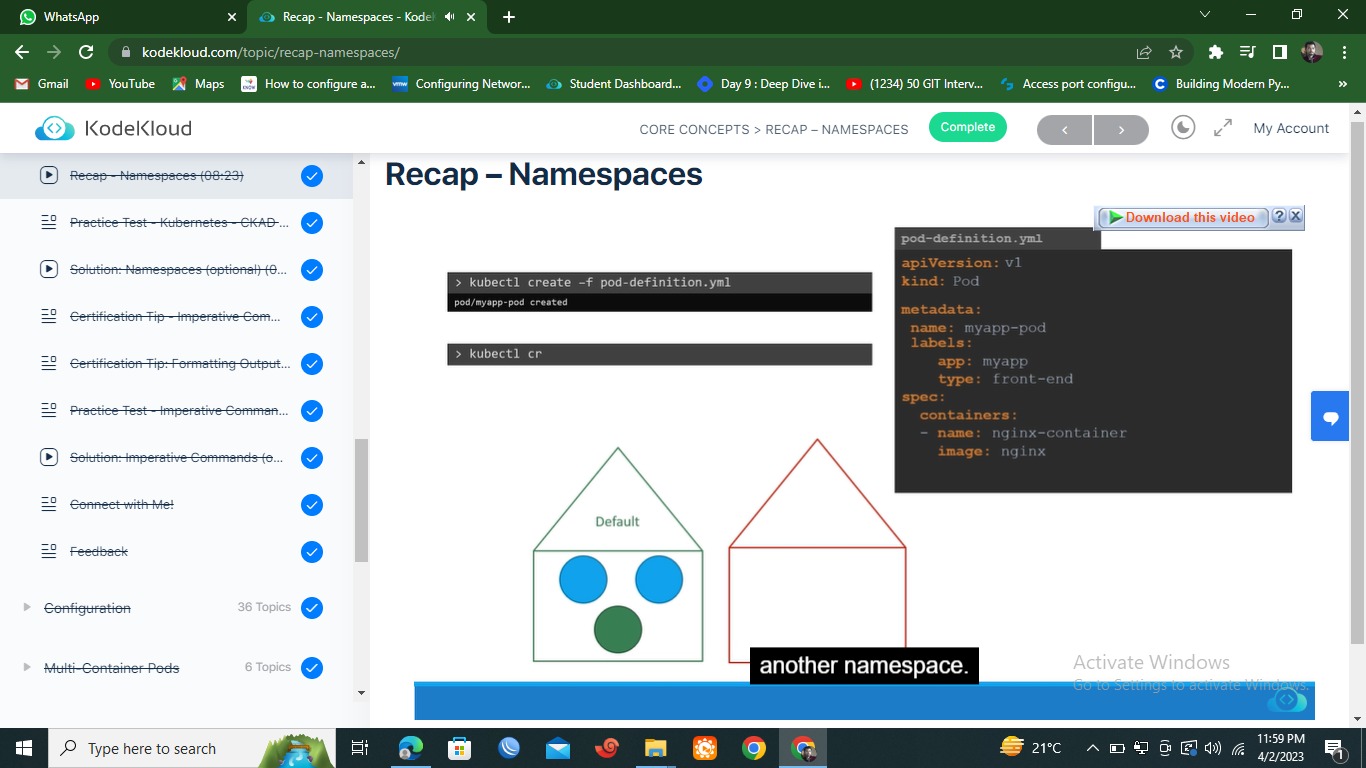 WhatsApp
Recap - Namespaces - Kodek
kodekloud.com/topic/recap-namespaces/
Gmail
YouTube
Maps
How to configure a...
Configuring Networ...
Student Dashboard...
Day 9 : Deep Dive i...
(1234) 50 GIT Interv...
Access port configu...
Building Modern Py...
KodeKloud
CORE CONCEPTS > RECAP – NAMESPACES
Complete
My Account
Recap - Namespaces (08:23)
Practice Test - Kubernetes - CKAD ...
Solution: Namespaces (optional) (0...
Certification Tip - Imperative Com...
Certification Tip: Formatting Output...
Practice Test - Imperative Comman...
Solution: Imperative Commands (o...
Connect with Me!
Feedback
Configuration
36 Topics
Multi-Container Pods
6 Topics
Recap – Namespaces
Download this video
?
X
> kubectl create -f pod-definition.yml
pod/myapp-pod created
> kubectl cr
pod-definition.yml
apiVersion: v1
kind: Pod
metadata:
name: myapp-pod
labels:
app: myapp
type: front-end
spec:
containers:
- name: nginx-container
image: nginx
Default
another namespace.
Activate Windows
Go to Settings to activate Windows.
Type here to search
21°C
11:59 PM
4/2/2023
1